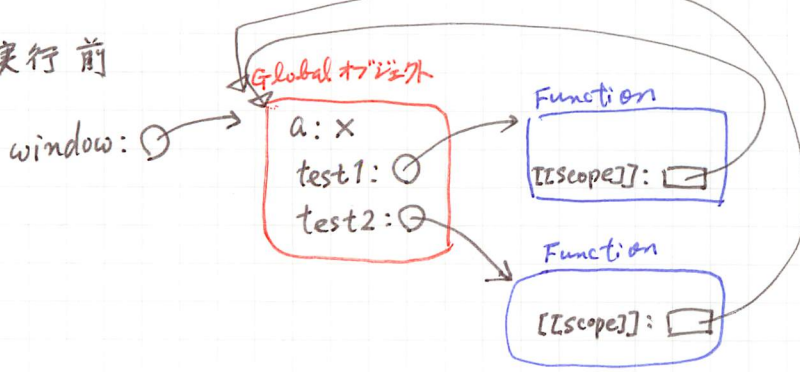 実行前
Globalオブジェクト
window:
a: x
test1:
test2:
Function
[[scope]]:
Function
[[scope]]: